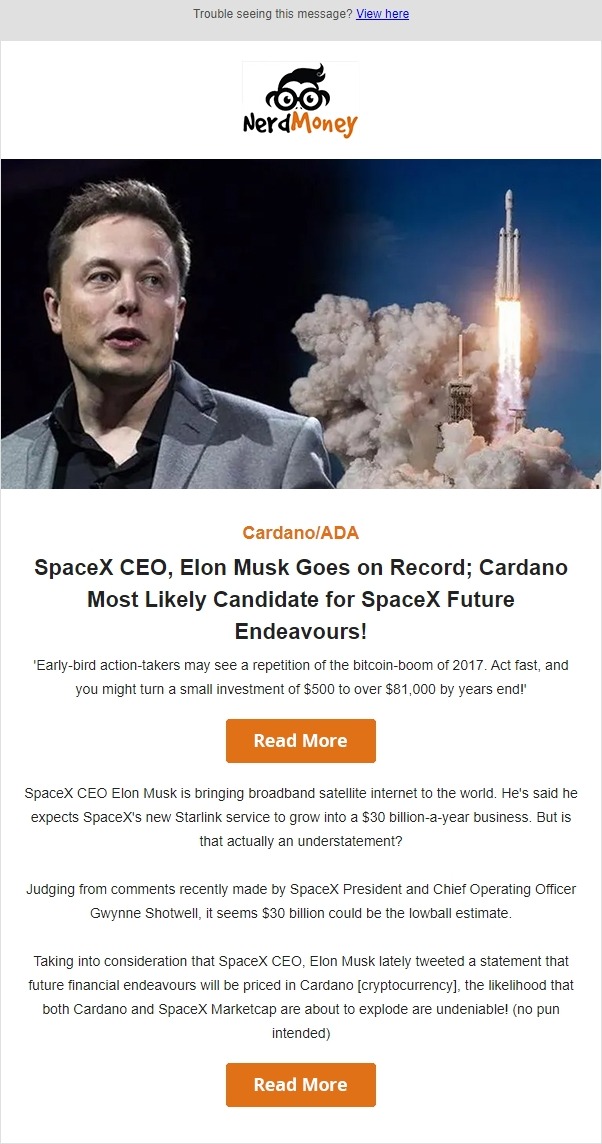 Trouble seeing this message? View here
NerdMoney
Cardano/ADA
SpaceX CEO, Elon Musk Goes on Record; Cardano
Most Likely Candidate for SpaceX Future
Endeavours!
'Early-bird action-takers may see a repetition of the bitcoin-boom of 2017. Act fast, and
you might turn a small investment of $500 to over $81,000 by years end!'
Read More
SpaceX CEO Elon Musk is bringing broadband satellite internet to the world. He's said he
expects SpaceX's new Starlink service to grow into a $30 billion-a-year business. But is
that actually an understatement?
Judging from comments recently made by SpaceX President and Chief Operating Officer
Gwynne Shotwell, it seems $30 billion could be the lowball estimate.
Taking into consideration that SpaceX CEO, Elon Musk lately tweeted a statement that
future financial endeavours will be priced in Cardano [cryptocurrency], the likelihood that
both Cardano and SpaceX Marketcap are about to explode are undeniable! (no pun
intended)
Read More